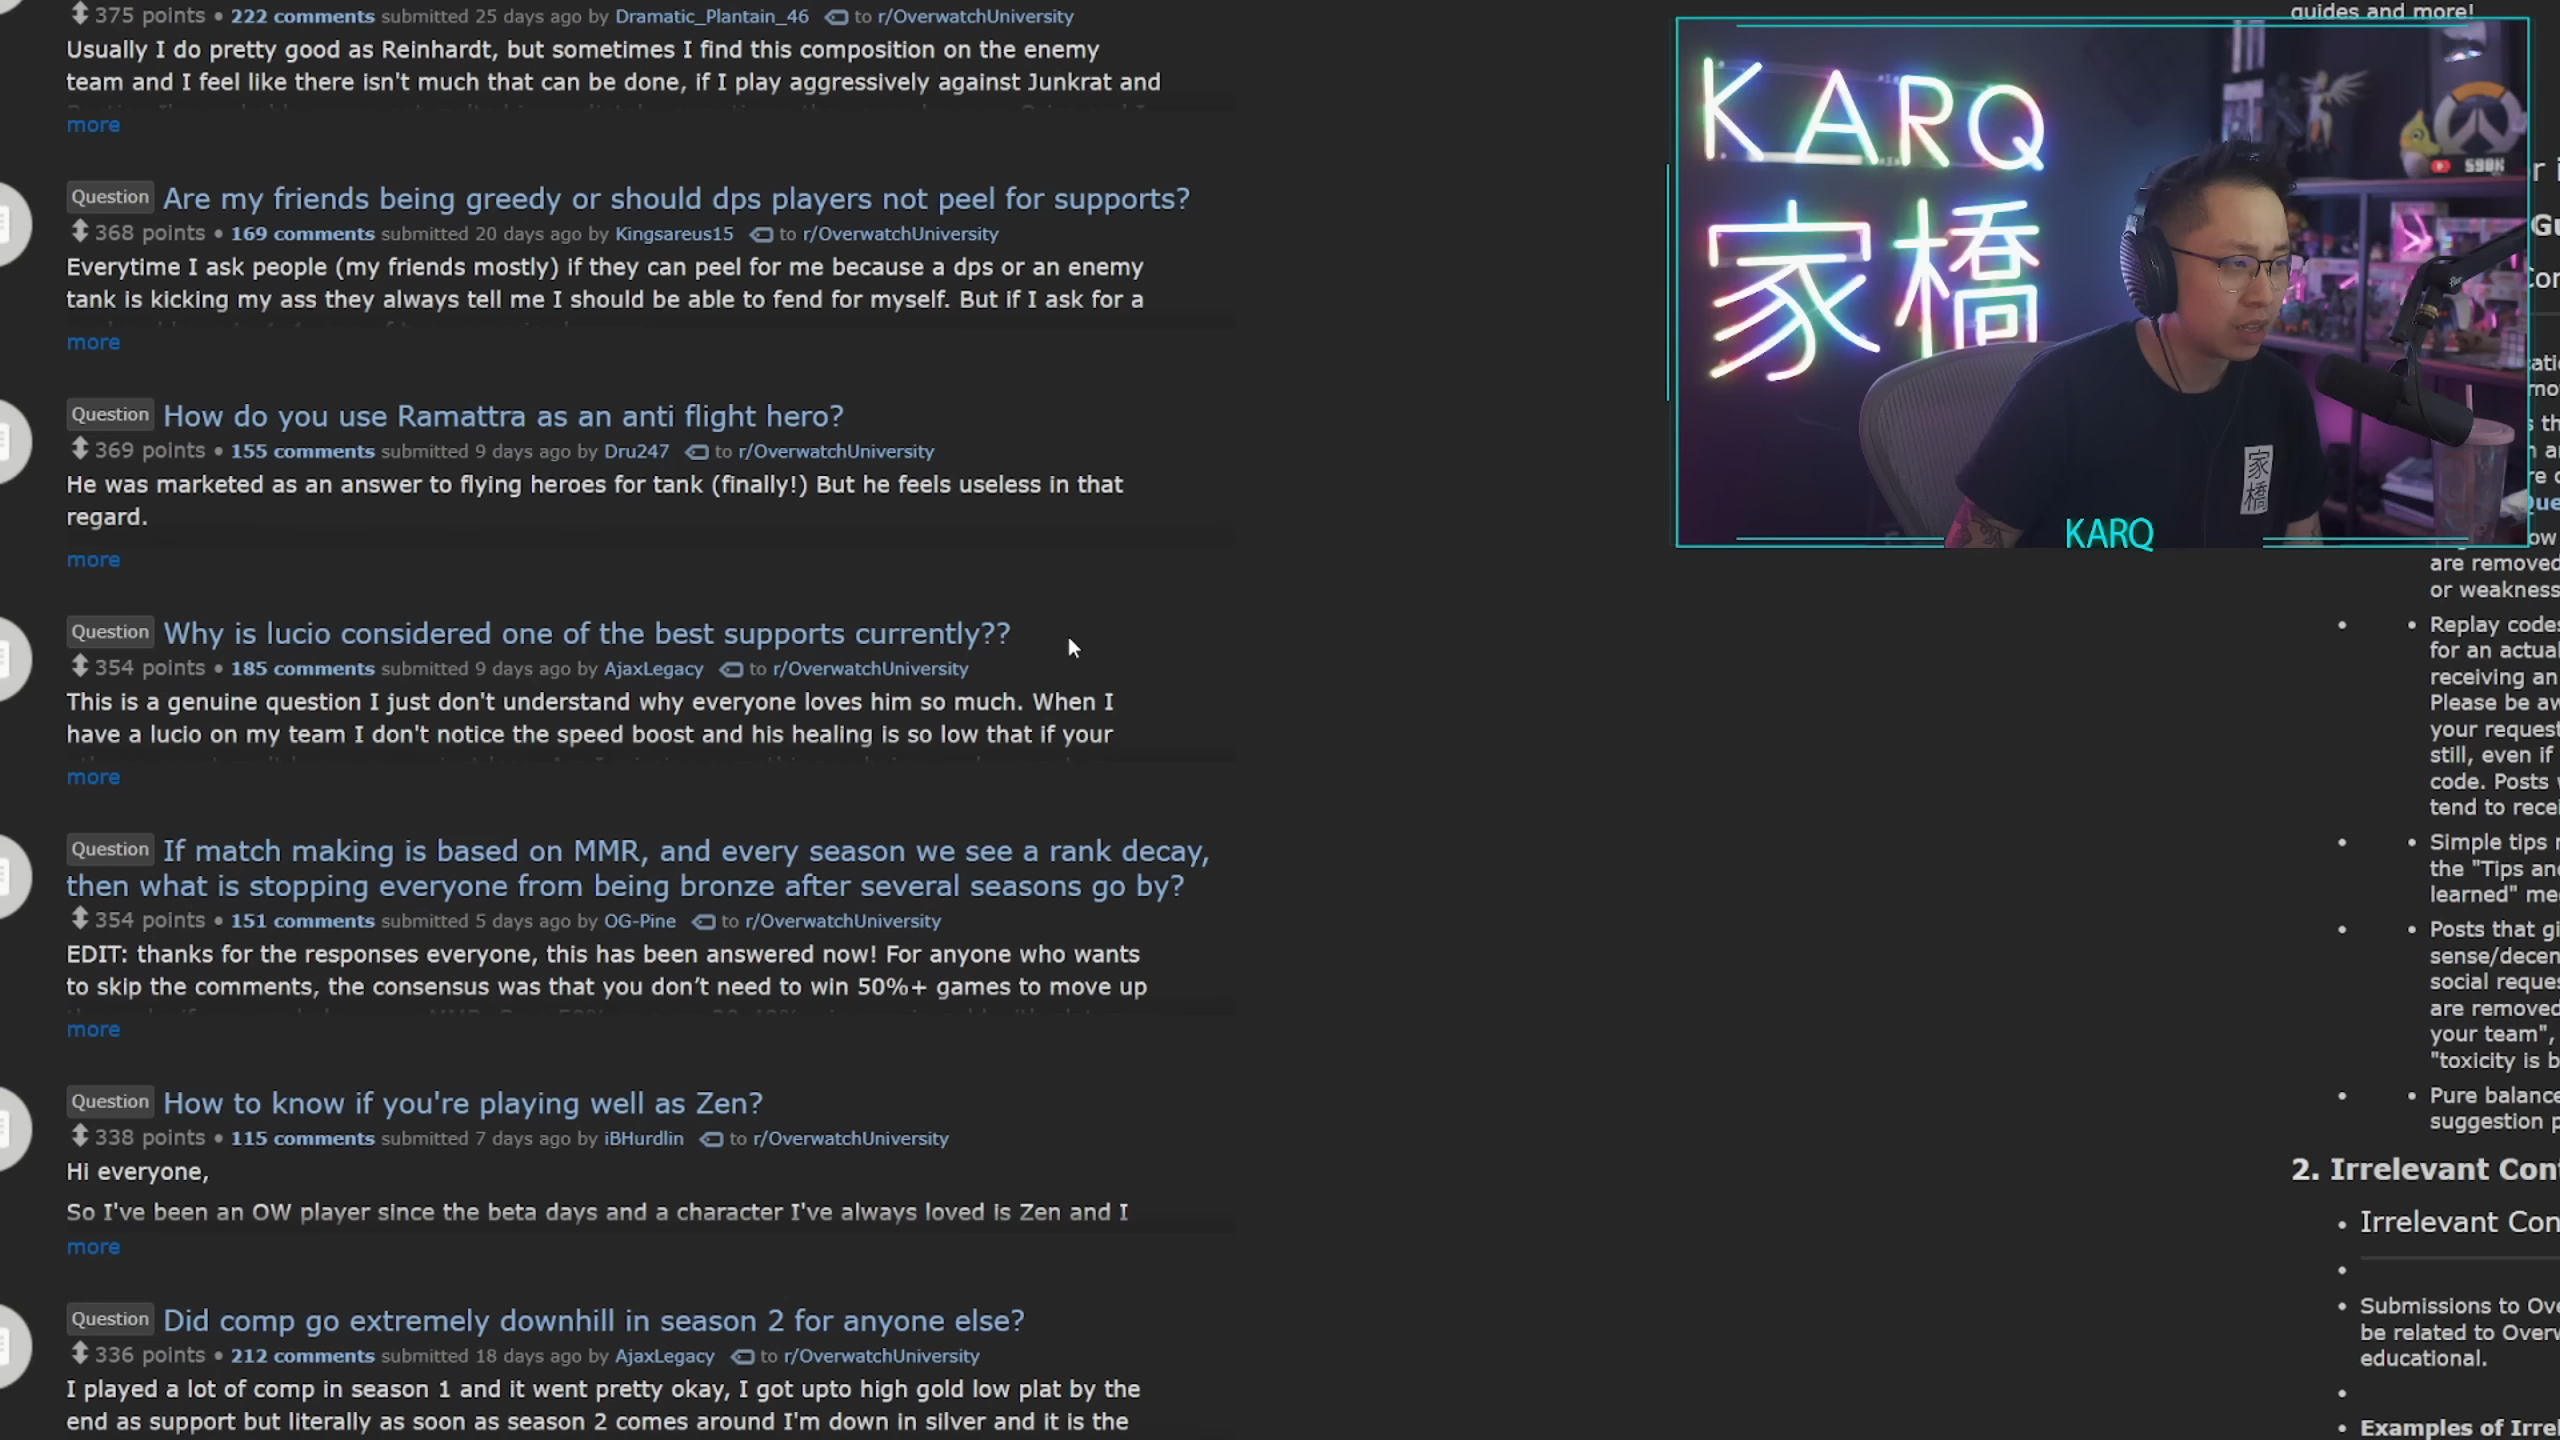 375 points • 222 comments submitted 25 days ago by Dramatic_Plantain_46 to r/OverwatchUniversity
Usually I do pretty good as Reinhardt, but sometimes I find this composition on the enemy
team and I feel like there isn't much that can be done, if I play aggressively against Junkrat and
more
Question Are my friends being greedy or should dps players not peel for supports?
368 points • 169 comments submitted 20 days ago by Kingsareus15 to r/OverwatchUniversity
Everytime I ask people (my friends mostly) if they can peel for me because a dps or an enemy
tank is kicking my ass they always tell me I should be able to fend for myself. But if I ask for a
more
Question How do you use Ramattra as an anti flight hero?
369 points • 155 comments submitted 9 days ago by Dru247 to r/OverwatchUniversity
He was marketed as an answer to flying heroes for tank (finally!) But he feels useless in that
regard.
more
Question Why is lucio considered one of the best supports currently??
354 points • 185 comments submitted 9 days ago by AjaxLegacy to r/OverwatchUniversity
This is a genuine question I just don't understand why everyone loves him so much. When I
have a lucio on my team I don't notice the speed boost and his healing is so low that if your
more
Question If match making is based on MMR, and every season we see a rank decay,
then what is stopping everyone from being bronze after several seasons go by?
354 points • 151 comments submitted 5 days ago by OG-Pine to r/OverwatchUniversity
EDIT: thanks for the responses everyone, this has been answered now! For anyone who wants
to skip the comments, the consensus was that you don’t need to win 50%+ games to move up
more
Question How to know if you're playing well as Zen?
338 points • 115 comments submitted 7 days ago by iBHurdlin to r/OverwatchUniversity
Hi everyone,
So I've been an OW player since the beta days and a character I've always loved is Zen and I
more
Question Did comp go extremely downhill in season 2 for anyone else?
336 points • 212 comments submitted 18 days ago by AjaxLegacy to r/OverwatchUniversity
I played a lot of comp in season 1 and it went pretty okay, I got upto high gold low plat by the
end as support but literally as soon as season 2 comes around I'm down in silver and it is the
guides and more!
KARQ
家橋
590K
家橋
KARQ
are removed
or weakness
• • Replay codes
for an actual
receiving an
Please be aw
your request
still, even if
code. Posts
tend to rece
• • Simple tips
the "Tips an
learned" me
• • Posts that gi
sense/decen
social reques
are removed
your team",
"toxicity is b
• • Pure balance
suggestion p
2. Irrelevant Con
• Irrelevant Con
•
• Submissions to Ov
be related to Overw
educational.
•
• Examples of Irrel